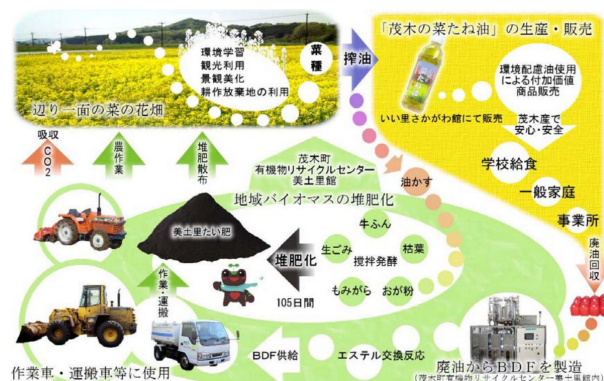 環境学習
観光利用
景観美化
耕作放棄地の利用
辺り一面の菜の花畑
菜種
搾油
「茂木の菜たね油」の生産・販売
環境配慮油使用
による付加価値
商品販売
いい里さかがわ館にて販売
茂木産で
安心・安全
学校給食
一般家庭
事業所
廃油回収
吸収
CO2
農作業
堆肥散布
茂木町
有機物リサイクルセンター
美土里館
油かす
地域バイオマスの堆肥化
美土里たい肥
堆肥化
105日間
牛ふん
生ごみ
枯葉
撹拌発酵
もみがら
おが粉
作業・運搬
作業車・運搬車等に使用
BDF供給
エステル交換反応
廃油からBDFを製造
(茂木町有機物リサイクルセンター美土里館内)